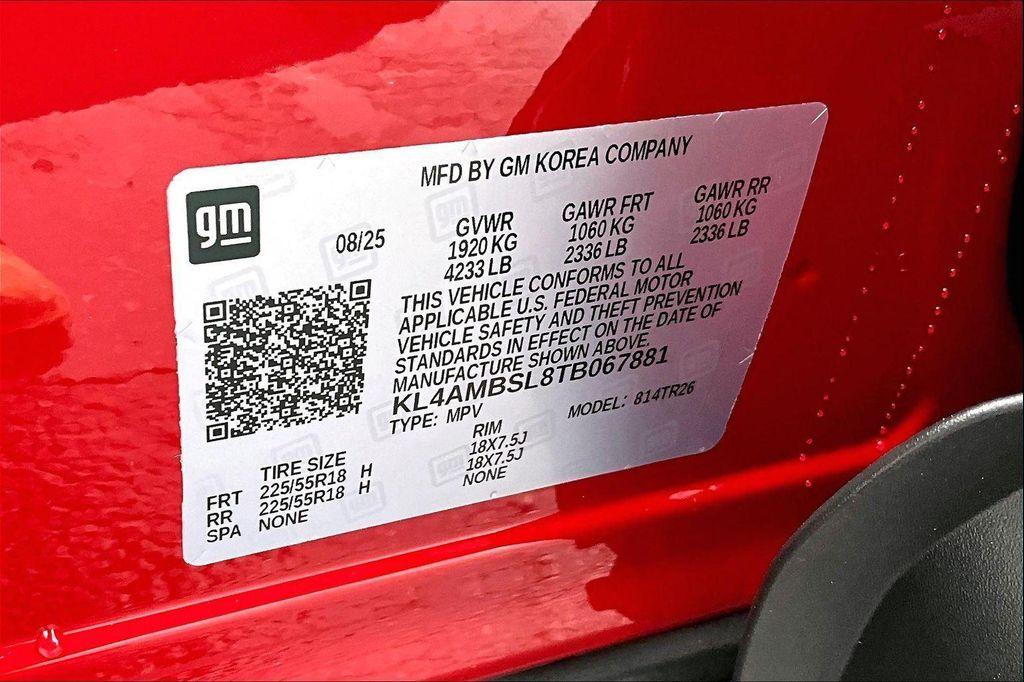 MFD BY GM KOREA COMPANY
gm
08/25
GVWR
1920 KG
4233 LB
GAWR FRT
1060 KG
2336 LB
GAWR RR
1060 KG
2336 LB
THIS VEHICLE CONFORMS TO ALL
APPLICABLE U.S. FEDERAL MOTOR
VEHICLE SAFETY AND THEFT PREVENTION
STANDARDS IN EFFECT ON THE DATE OF
MANUFACTURE SHOWN ABOVE.
KL4AMBSL8TB067881
TYPE: MPV MODEL: 814TR26
TIRE SIZE RIM
FRT 225/55R18 H 18X7.5J
RR 225/55R18 H 18X7.5J
SPA NONE NONE